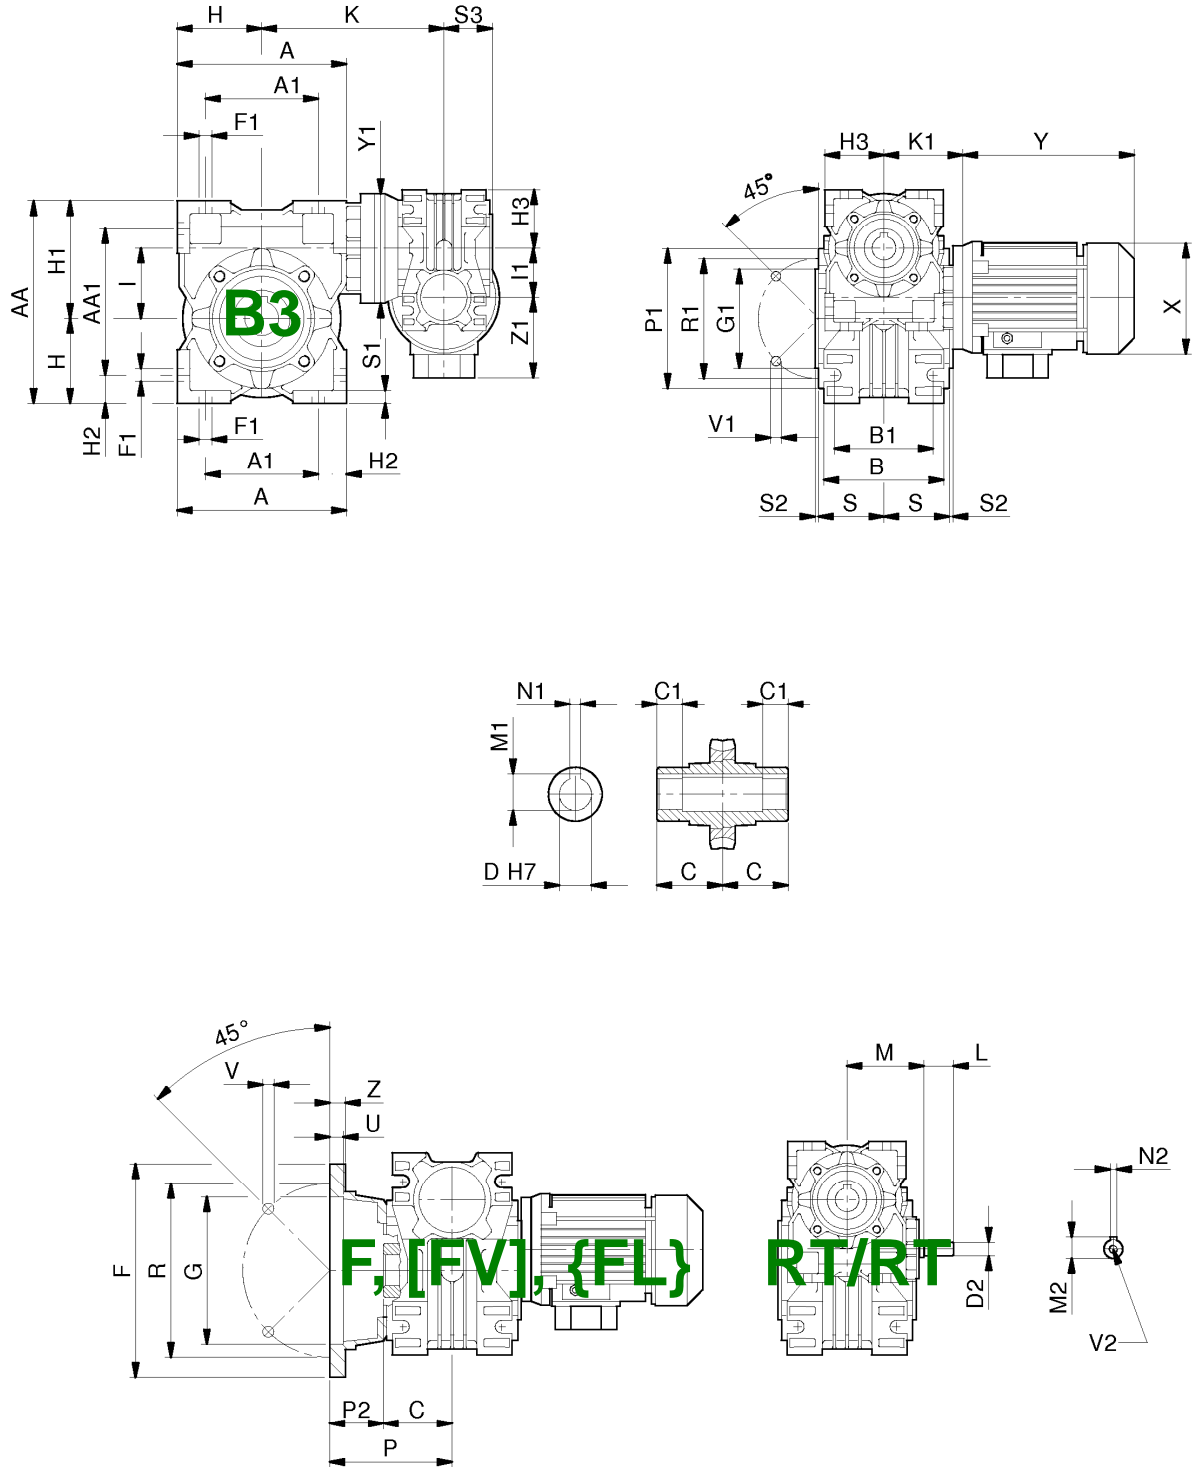 H K S3
A
A1
F1 Y1
H3 K1 Y
45°
AA H1 AA1 I H3 I1
B3
P1 R1 G1 X
H S1 Z1
H2 F1 F1
V1
B1
A1 H2
B
A
S2 S S S2
N1 C1 C1
M1
D H7 C C
45°
V Z
U
M L
N2
F R G
F, [FV], {FL} RT/RT
D2 M2
V2
P2 C
P